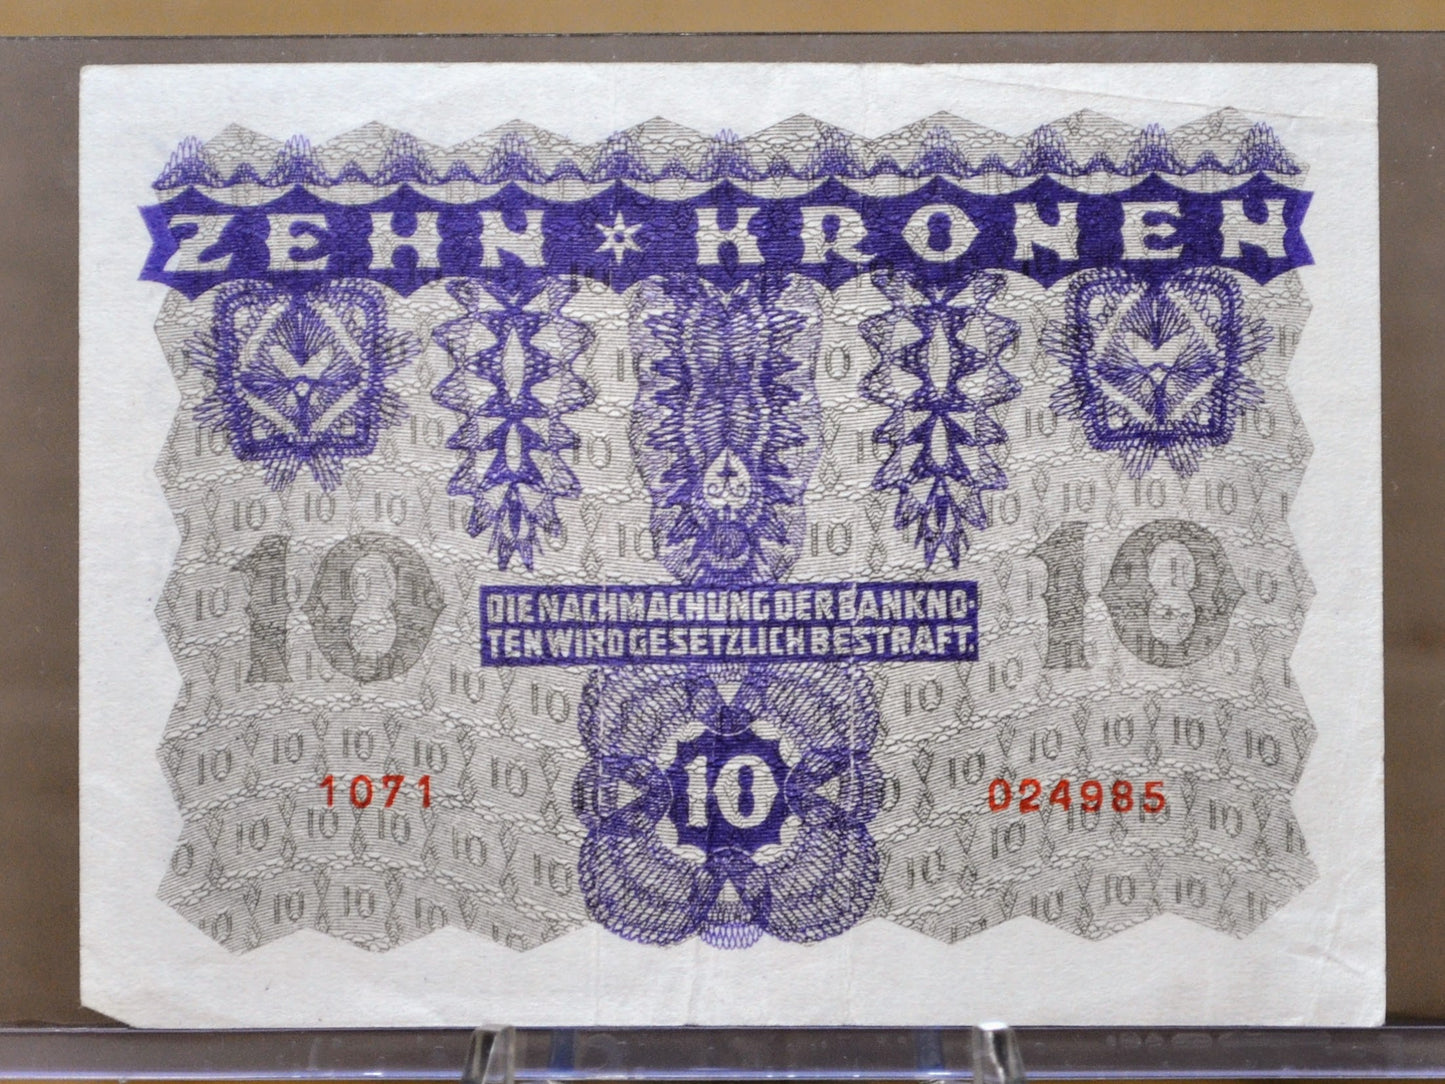 ZEHN ✶ KRONEN
10 10
DIE NACHMACHUNG DER BANKNO-
TEN WIRD GESETZLICH BESTRAFT.
10
1071 024985